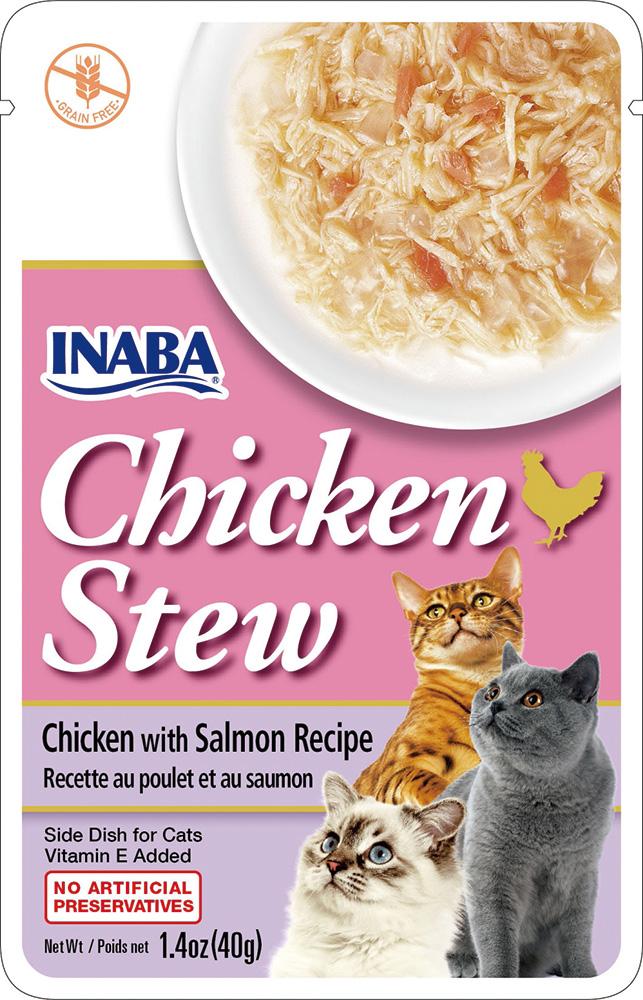 ·GRAIN FREE·
INABA®
Chicken
Stew
Chicken with Salmon Recipe
Recette au poulet et au saumon
Side Dish for Cats
Vitamin E Added
NO ARTIFICIAL
PRESERVATIVES
Net Wt / Poids net 1.4oz(40g)